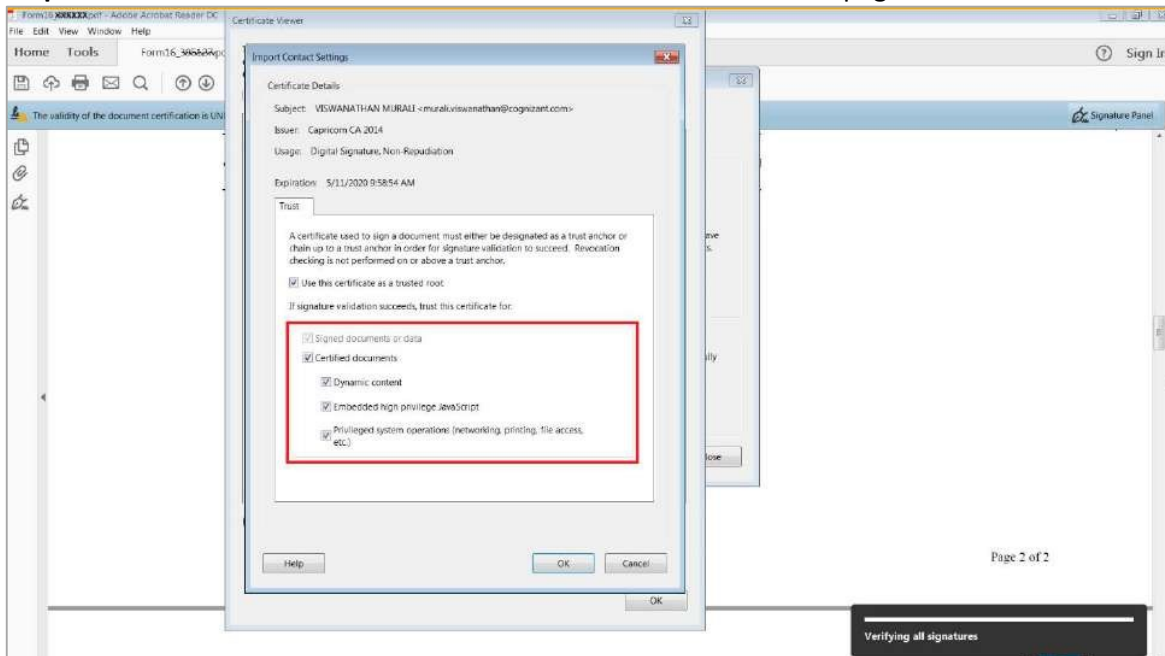 Form16_XXXXXX.pdf - Adobe Acrobat Reader DC
File Edit View Window Help
Home Tools
Sign In
The validity of the document certification is UN
Signature Panel
Certificate Viewer
Import Contact Settings
Certificate Details
Subject: VISWANATHAN MURALI <murali.viswanathan@cognizant.com>
Issuer: Capricorn CA 2014
Usage: Digital Signature, Non-Repudiation
Expiration: 5/11/2020 9:58:54 AM
Trust
A certificate used to sign a document must either be designated as a trust anchor or
chain up to a trust anchor in order for signature validation to succeed. Revocation
checking is not performed on or above a trust anchor.
Use this certificate as a trusted root
If signature validation succeeds, trust this certificate for:
Signed documents or data
Certified documents
Dynamic content
Embedded high privilege JavaScript
Privileged system operations (networking, printing, file access,
etc.)
Help
OK
Cancel
OK
Page 2 of 2
Verifying all signatures